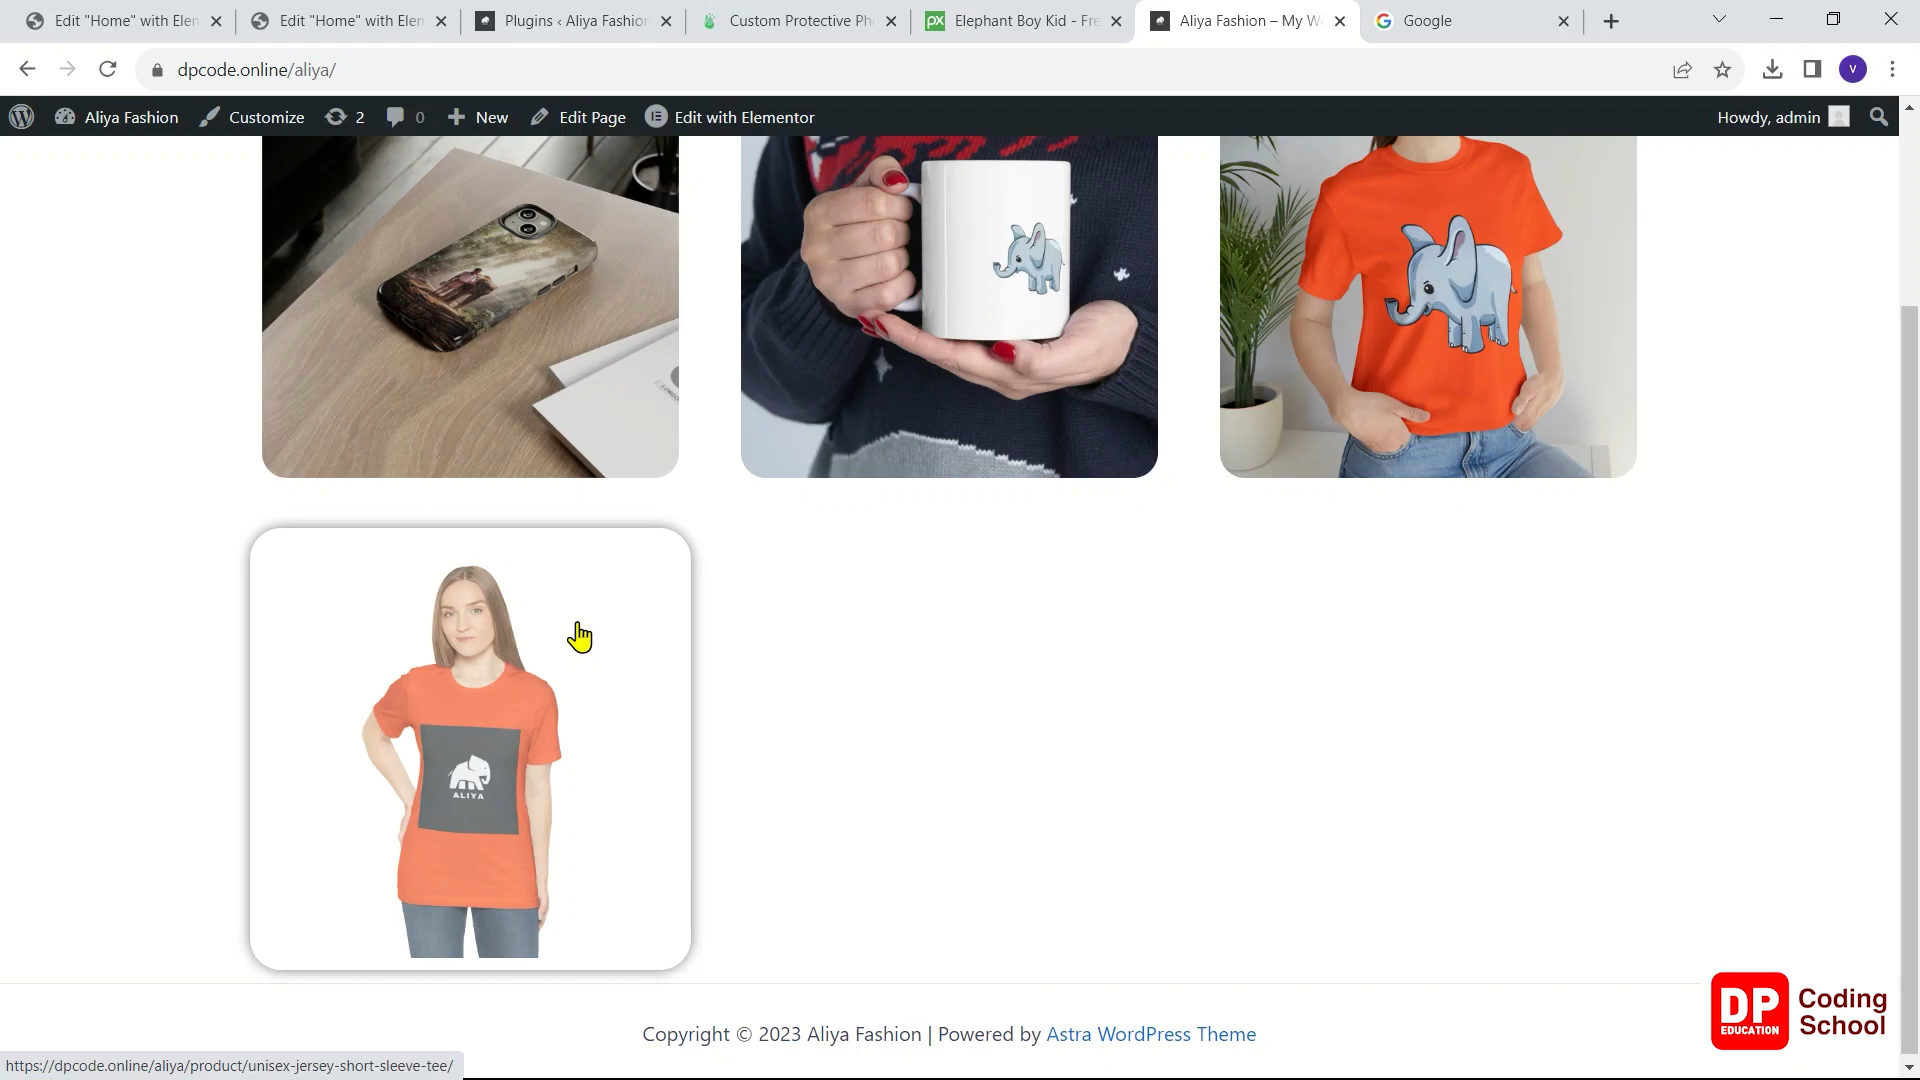 Edit "Home" with Elem
Edit "Home" with Elem
Plugins ‹ Aliya Fashion
Custom Protective Ph
Elephant Boy Kid - Fre
Aliya Fashion – My W
Google
dpcode.online/aliya/
V
Aliya Fashion
Customize
2
0
New
Edit Page
Edit with Elementor
Howdy, admin
ALIYA
Copyright © 2023 Aliya Fashion | Powered by Astra WordPress Theme
DP
EDUCATION
Coding
School
https://dpcode.online/aliya/product/unisex-jersey-short-sleeve-tee/